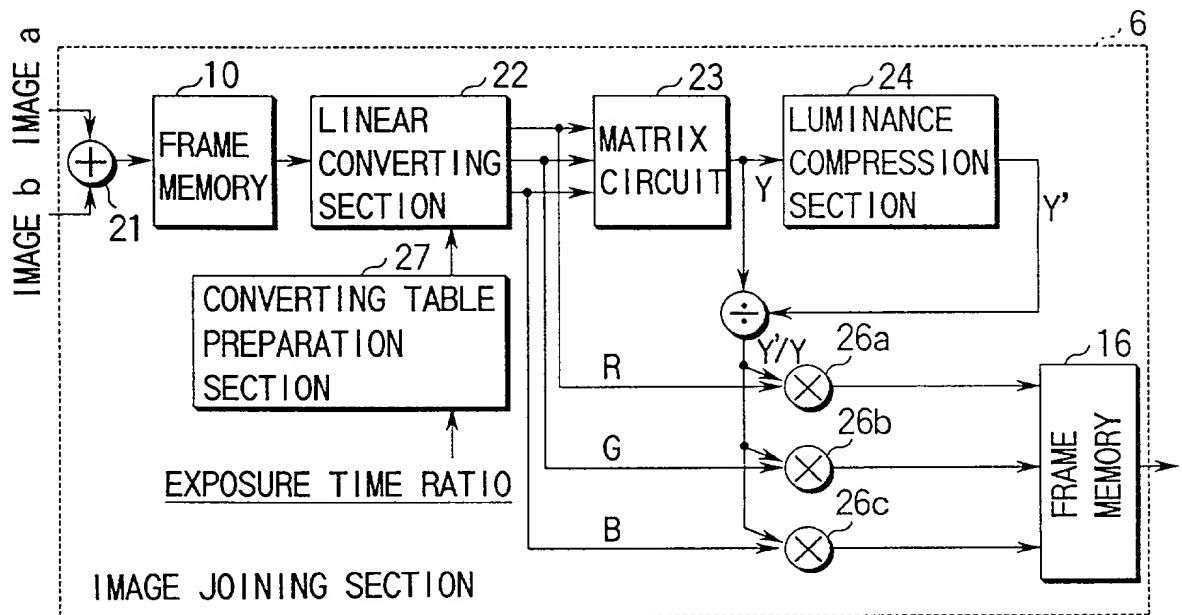 6
IMAGE a
IMAGE b
21
10
FRAME
MEMORY
22
LINEAR
CONVERTING
SECTION
23
MATRIX
CIRCUIT
Y
24
LUMINANCE
COMPRESSION
SECTION
Y'
27
CONVERTING TABLE
PREPARATION
SECTION
EXPOSURE TIME RATIO
Y'/Y
R
26a
G
26b
B
26c
16
FRAME
MEMORY
IMAGE JOINING SECTION